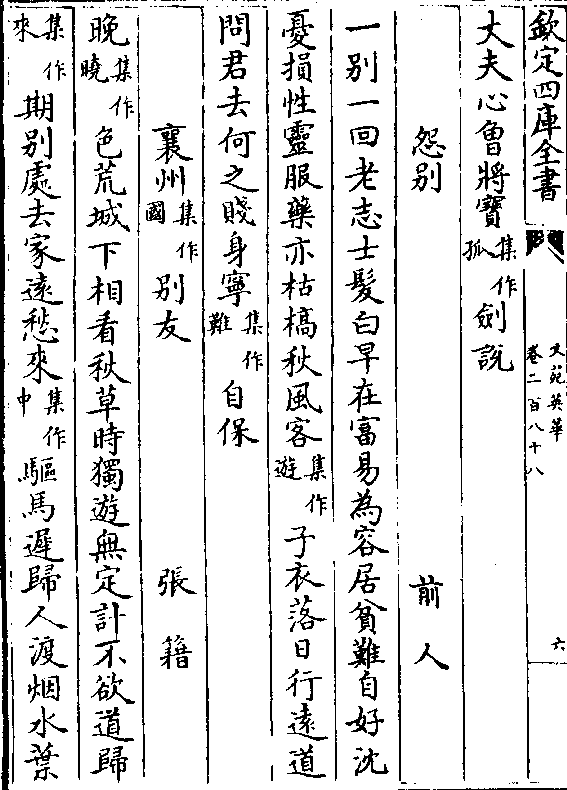 欽定四庫全書
文苑英華
卷二百八十八
六
大夫心曾將寳集作孤劒說
怨别 前人
一别一回老志士髮白早在富易為容居貧難自好沈
憂損性靈服藥亦枯槁秋風客集作遊子衣落日行遠道
問君去何之賤身寧集作難自保
襄州集作國别友 張籍
晚集作曉色荒城下相看秋草時獨遊無定計不欲道歸
集作來期别處去家遠愁來集作中驅馬遲歸人渡烟水葉